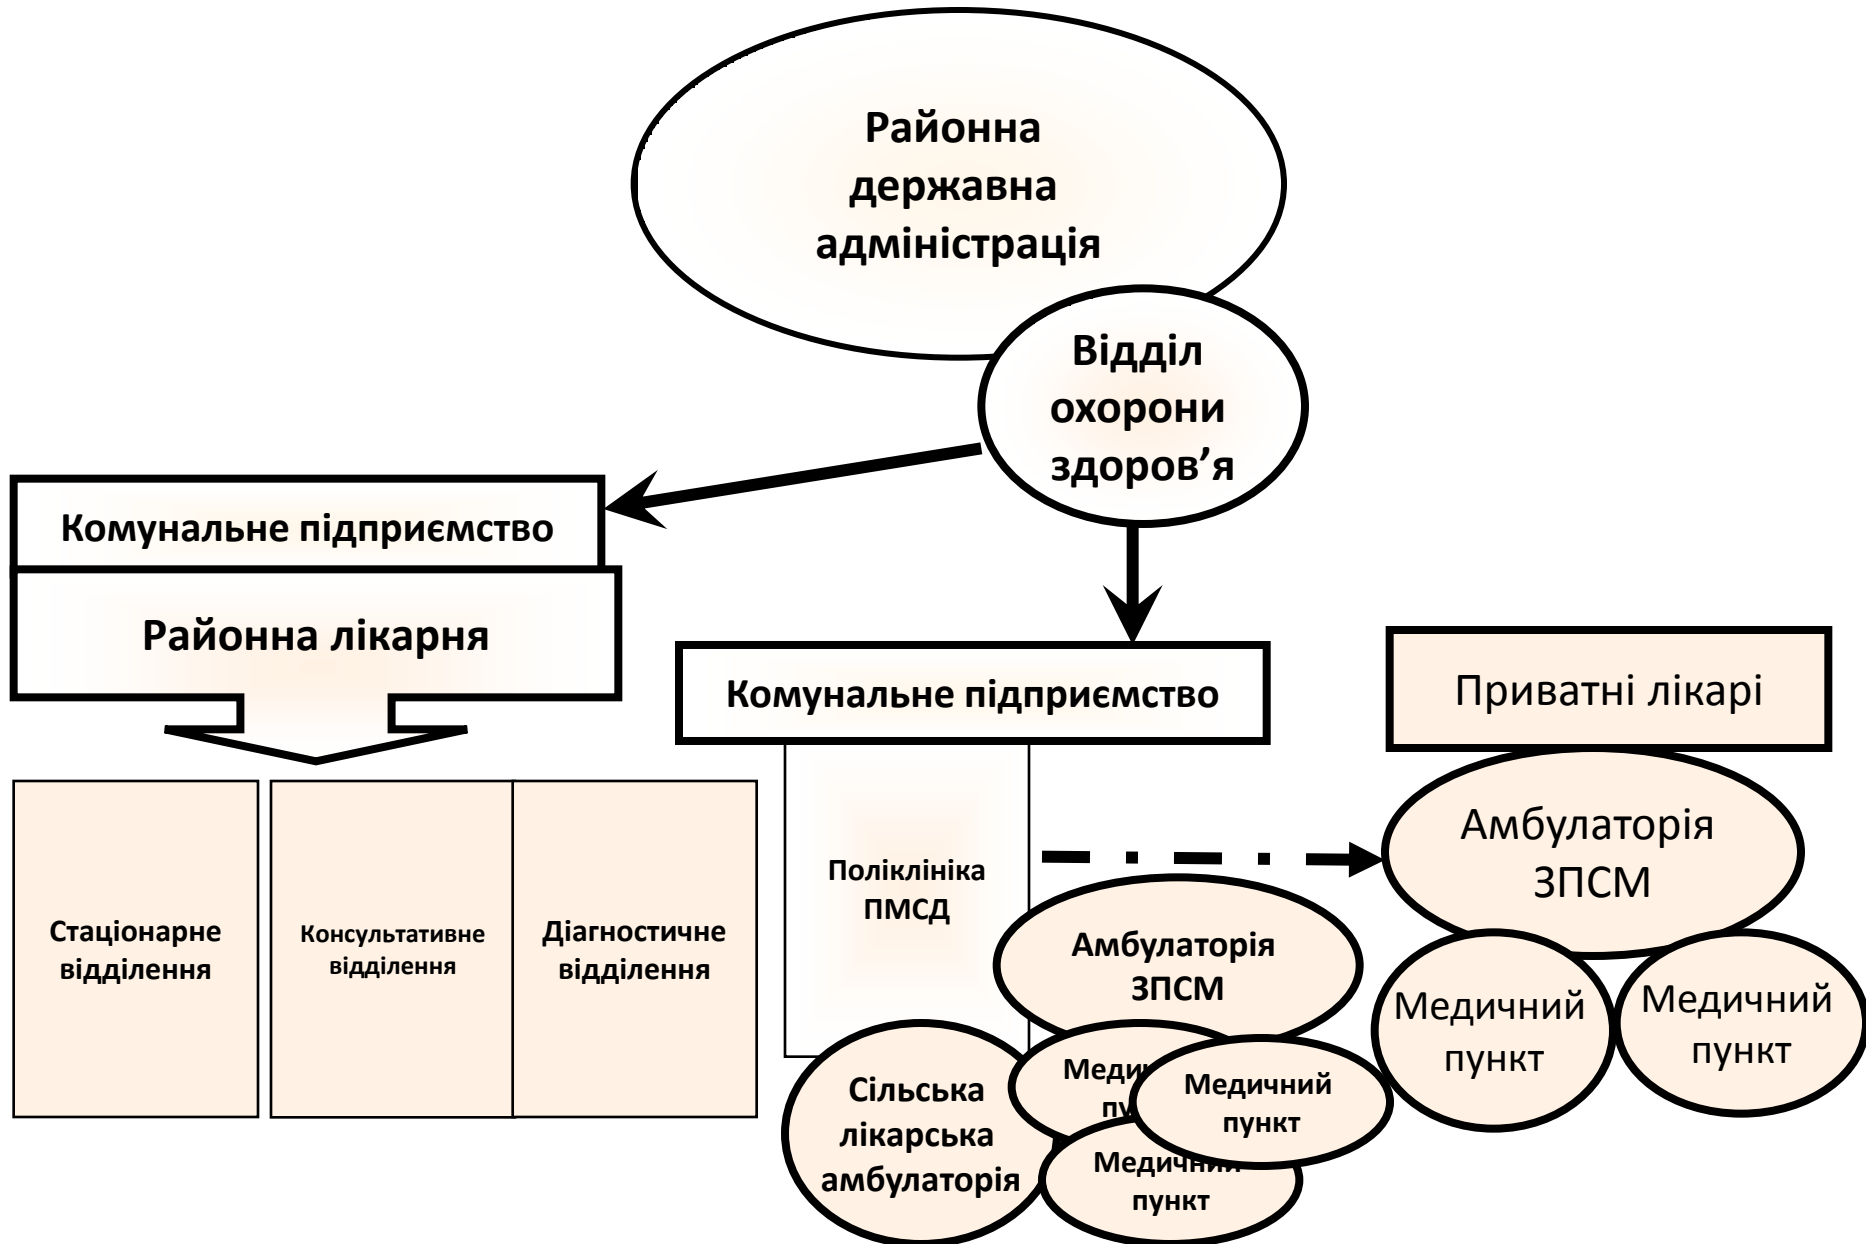 Районна
державна
адміністрація
Відділ
охорони
здоров’я
Комунальне підприємство
Районна лікарня
Комунальне підприємство
Приватні лікарі
Стаціонарне
відділення
Консультативне
відділення
Діагностичне
відділення
Поліклініка
ПМСД
Амбулаторія
ЗПСМ
Амбулаторія
ЗПСМ
Медичний
пункт
Медичний
пункт
Сільська
лікарська
амбулаторія
Медичний
пункт
Медичний
пункт